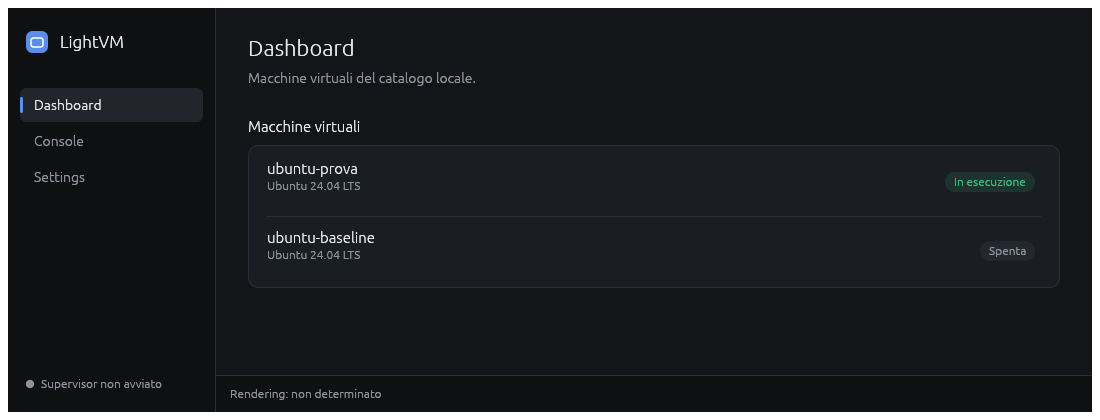 LightVM
Dashboard
Console
Settings
Supervisor non avviato
Dashboard
Macchine virtuali del catalogo locale.
Macchine virtuali
ubuntu-prova
Ubuntu 24.04 LTS
In esecuzione
ubuntu-baseline
Ubuntu 24.04 LTS
Spenta
Rendering: non determinato